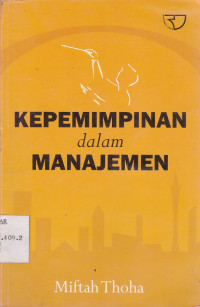 KEPEMIMPINAN
dalam
MANAJEMEN
Miftah Thoha